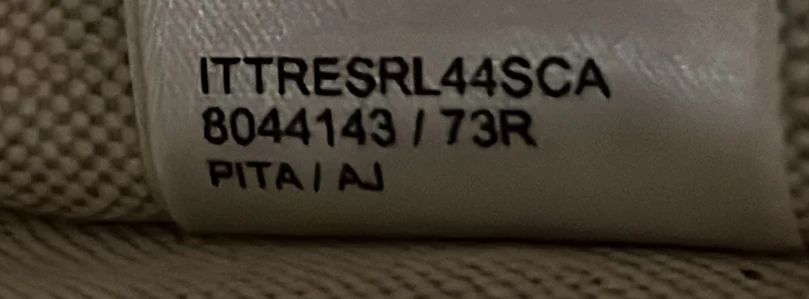 ITTRESRL44SCA
8044143 / 73R
PITA / AJ